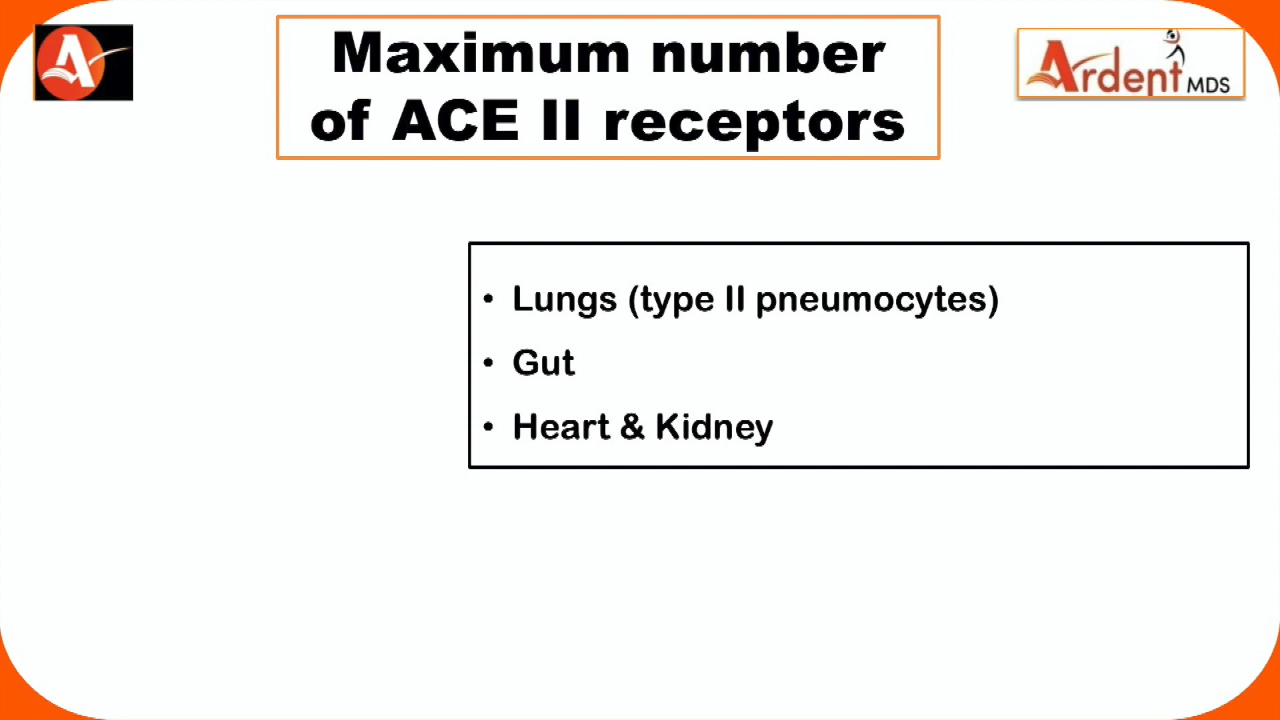 Maximum number
of ACE II receptors
Ardent MDS
• Lungs (type II pneumocytes)
• Gut
• Heart & Kidney